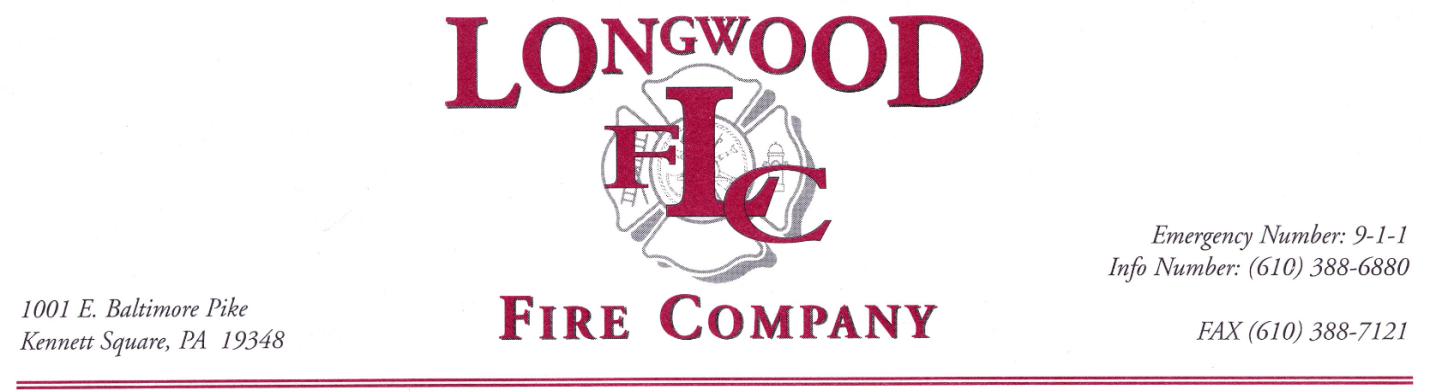 LONGWOOD
FLC
FIRE COMPANY
1001 E. Baltimore Pike
Kennett Square, PA 19348
Emergency Number: 9-1-1
Info Number: (610) 388-6880
FAX (610) 388-7121